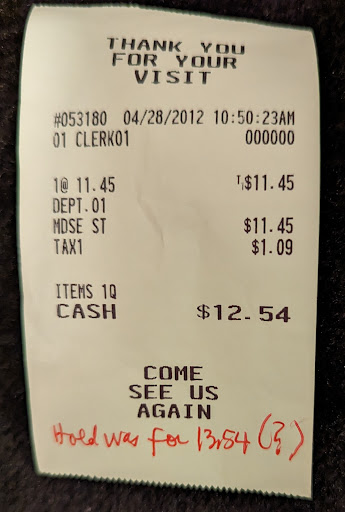 THANK YOU
FOR YOUR
VISIT
#053180 04/28/2012 10:50:23AM
01 CLERK01 000000
1@ 11.45 T1$11.45
DEPT.01
MDSE ST $11.45
TAX1 $1.09
ITEMS 1Q
CASH $12.54
COME
SEE US
AGAIN
Hold was for 13.54 (?)